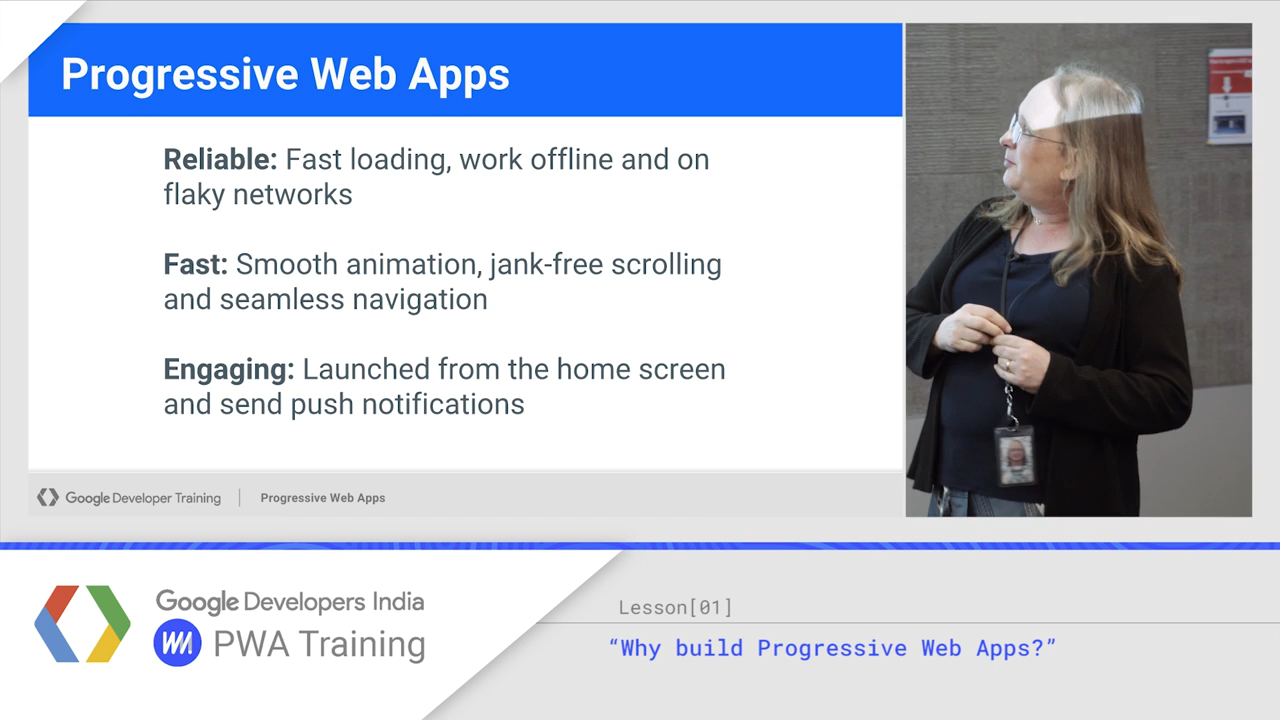 Progressive Web Apps
Reliable: Fast loading, work offline and on
flaky networks
Fast: Smooth animation, jank-free scrolling
and seamless navigation
Engaging: Launched from the home screen
and send push notifications
Google Developer Training | Progressive Web Apps
Google Developers India
PWA Training
Lesson[01]
“Why build Progressive Web Apps?”